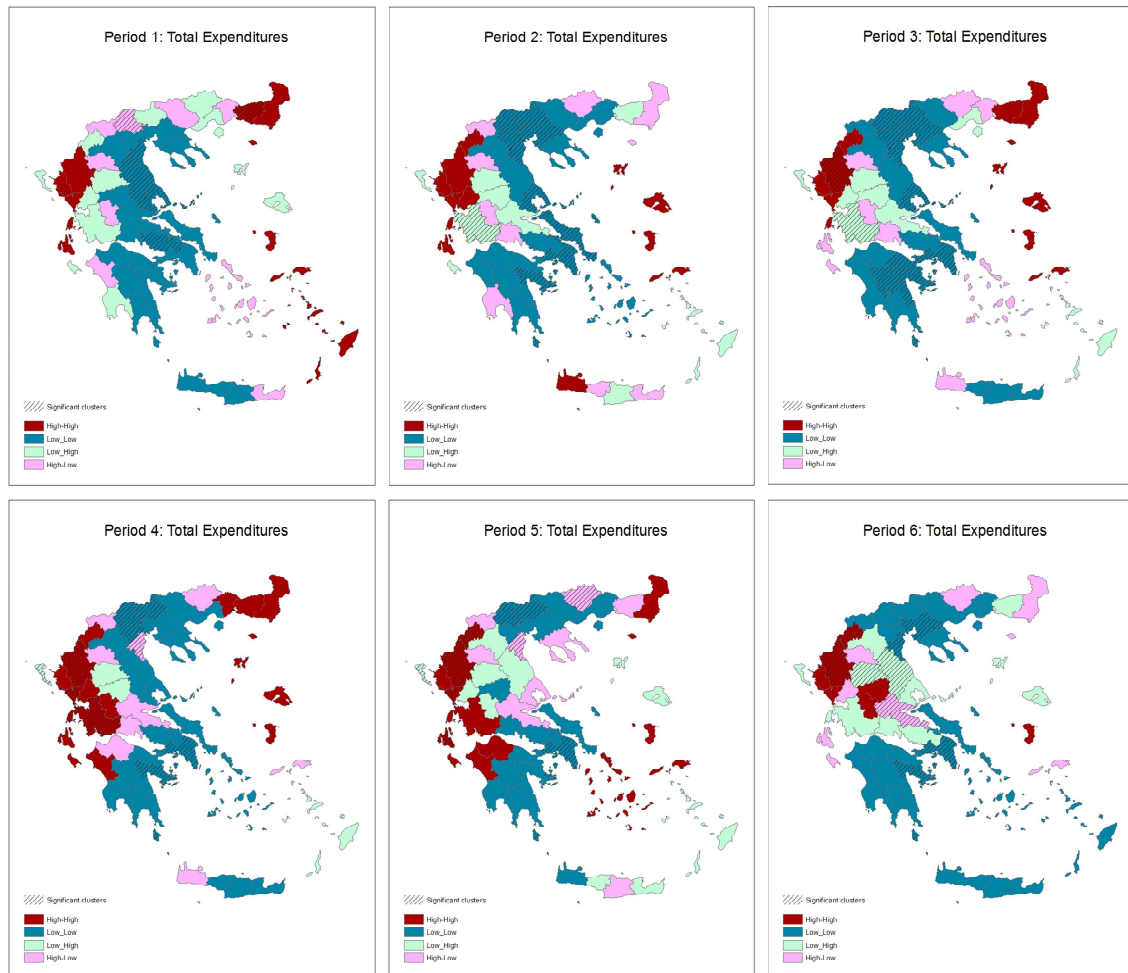 Period 1: Total Expenditures
Significant clusters
High-High
Low_Low
Low_High
High-Low
Period 2: Total Expenditures
Significant clusters
High-High
Low_Low
Low_High
High-Low
Period 3: Total Expenditures
Significant clusters
High-High
Low_Low
Low_High
High-Low
Period 4: Total Expenditures
Significant clusters
High-High
Low_Low
Low_High
High-Low
Period 5: Total Expenditures
Significant clusters
High-High
Low_Low
Low_High
High-Low
Period 6: Total Expenditures
Significant clusters
High-High
Low_Low
Low_High
High-Low